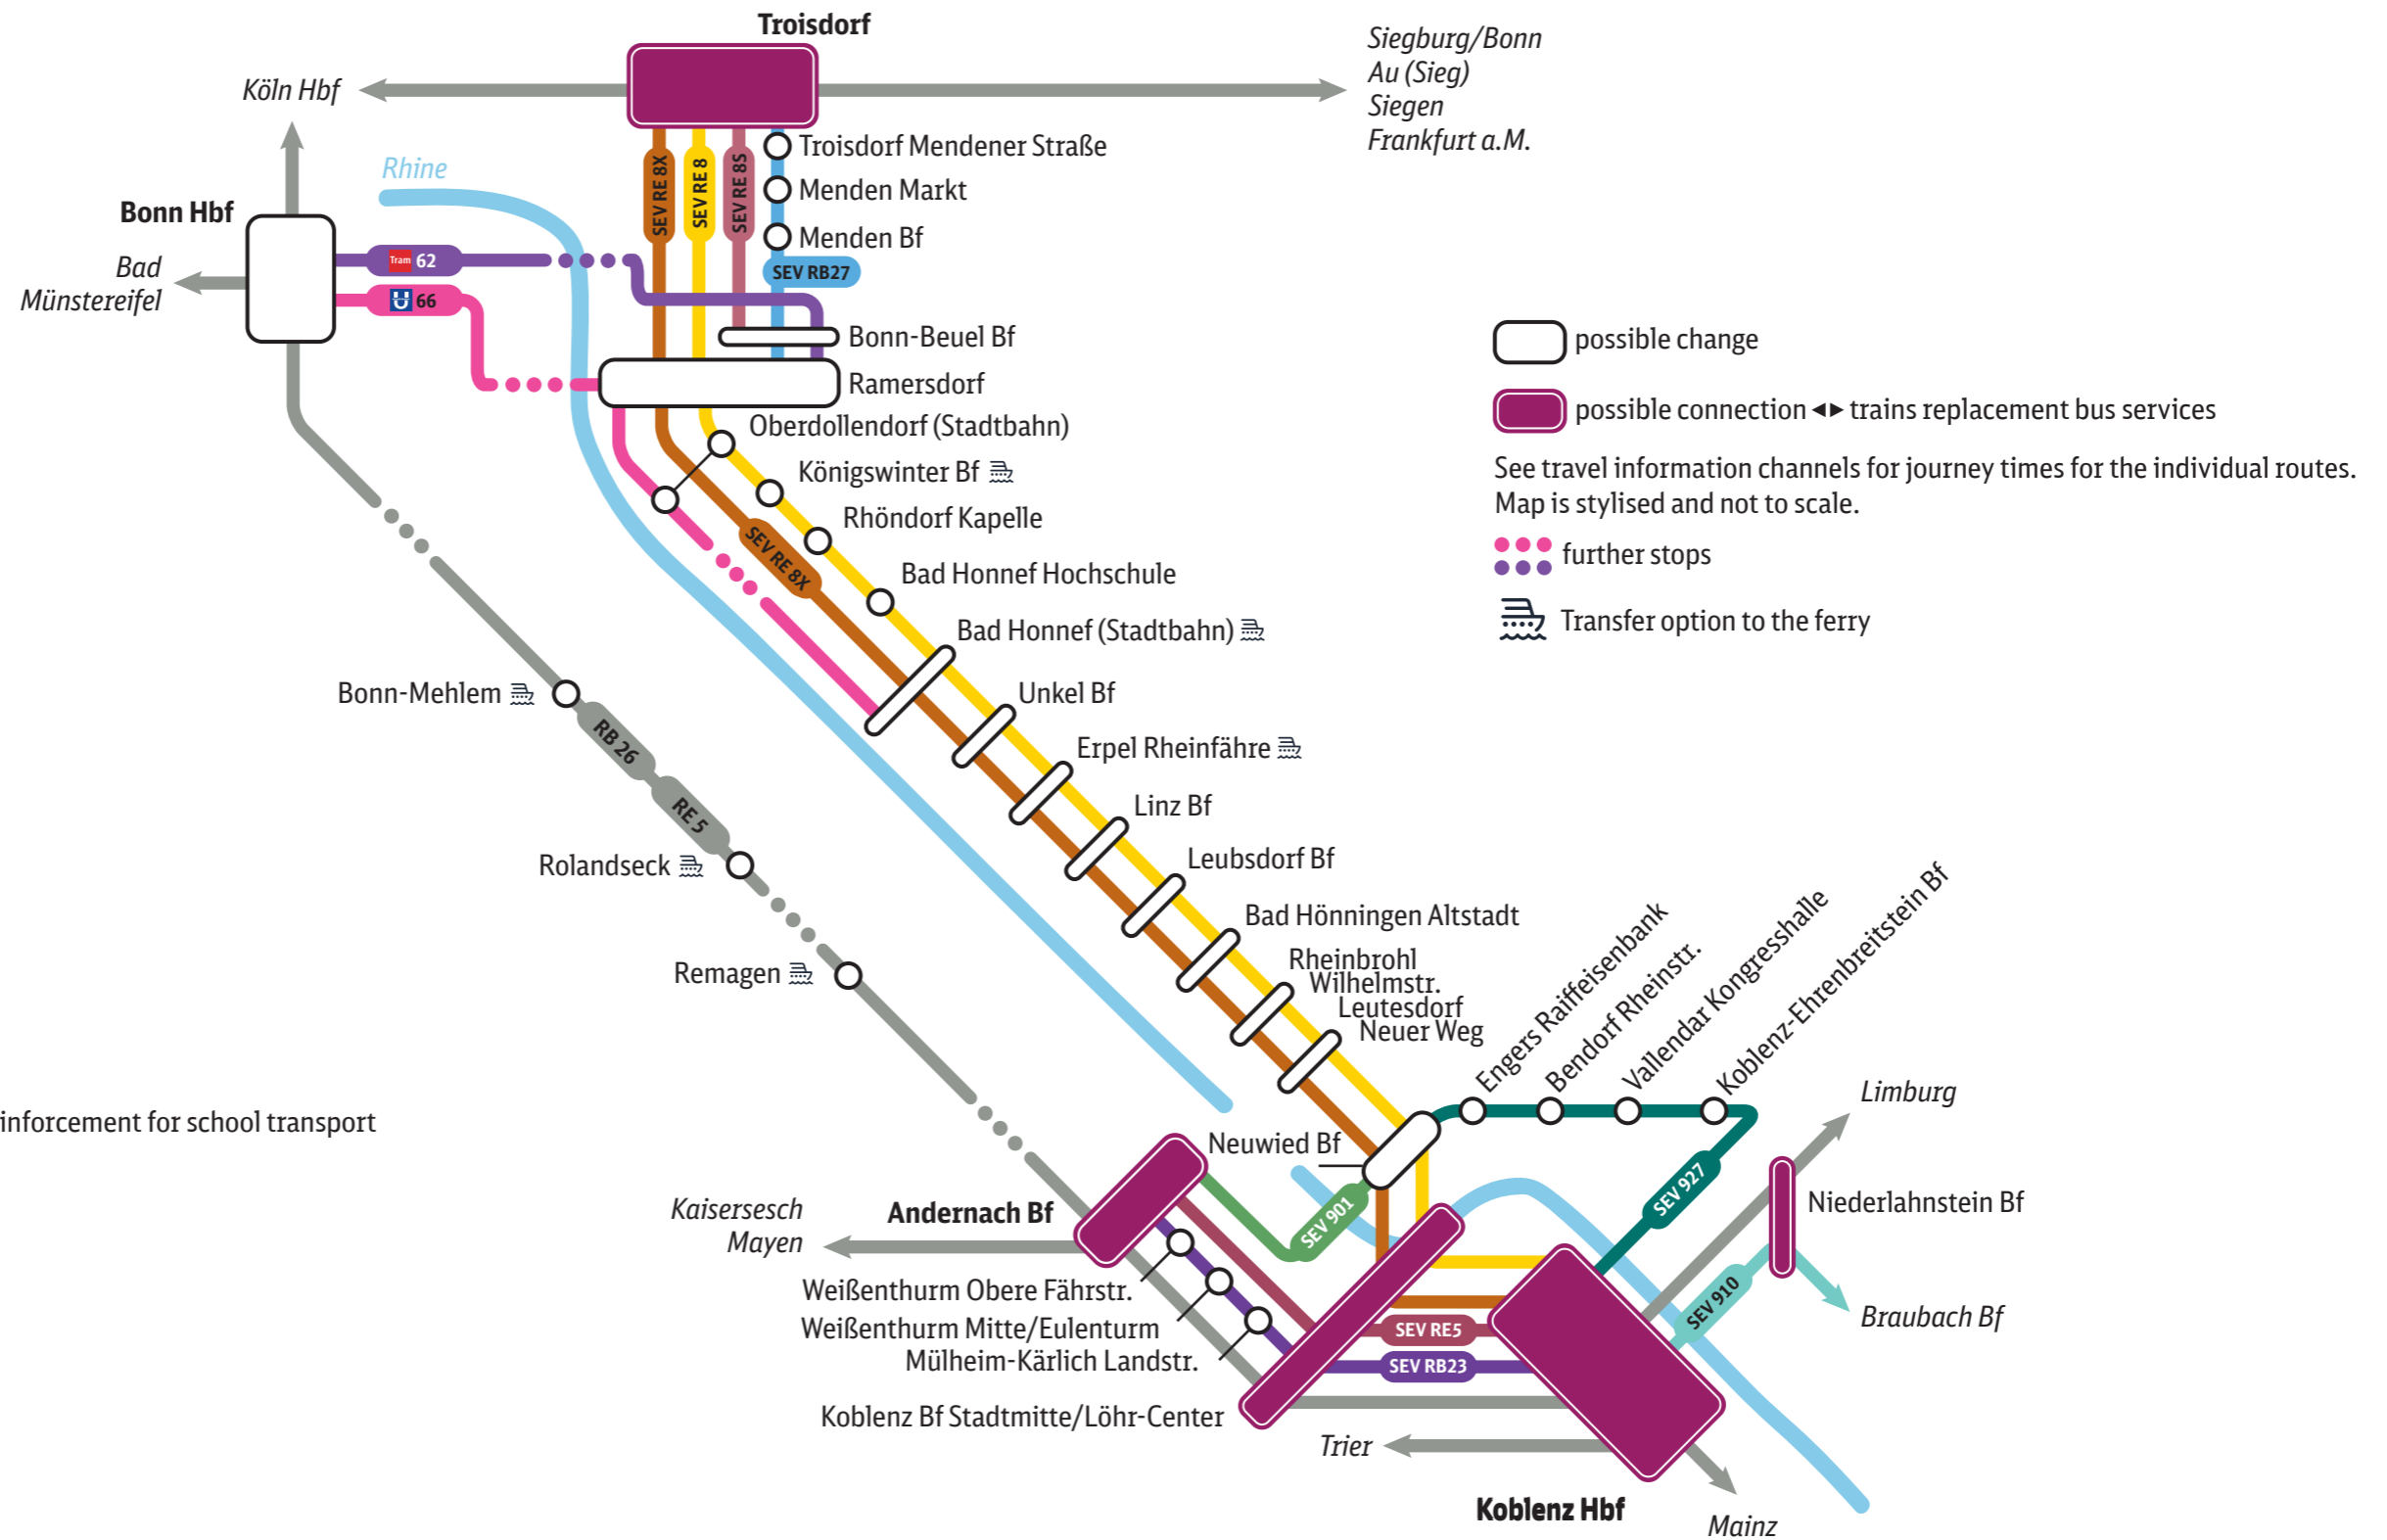 Troisdorf
Köln Hbf
Siegburg/Bonn
Au (Sieg)
Siegen
Frankfurt a.M.
Rhine
Bonn Hbf
Bad
Münstereifel
Tram 62
U 66
SEV RE 8X
SEV RE 8
SEV RE 8S
Troisdorf Mendener Straße
Menden Markt
Menden Bf
SEV RB27
Bonn-Beuel Bf
Ramersdorf
Oberdollendorf (Stadtbahn)
Königswinter Bf
Rhöndorf Kapelle
SEV RE 8X
Bad Honnef Hochschule
Bad Honnef (Stadtbahn)
Unkel Bf
Erpel Rheinfähre
Linz Bf
Leubsdorf Bf
Bad Hönningen Altstadt
Rheinbrohl
Wilhelmstr.
Leutesdorf
Neuer Weg
possible change
possible connection ◄► trains replacement bus services
See travel information channels for journey times for the individual routes.
Map is stylised and not to scale.
further stops
Transfer option to the ferry
Bonn-Mehlem
RB 26
RE 5
Rolandseck
Remagen
inforcement for school transport
Engers Raiffeisenbank
Bendorf Rheinstr.
Vallendar Kongresshalle
Koblenz-Ehrenbreitstein Bf
Neuwied Bf
Limburg
SEV 927
SEV 901
Niederlahnstein Bf
Kaisersesch
Mayen
Andernach Bf
SEV 910
Braubach Bf
Weißenthurm Obere Fährstr.
Weißenthurm Mitte/Eulenturm
Mülheim-Kärlich Landstr.
SEV RE5
SEV RB23
Koblenz Bf Stadtmitte/Löhr-Center
Trier
Koblenz Hbf
Mainz